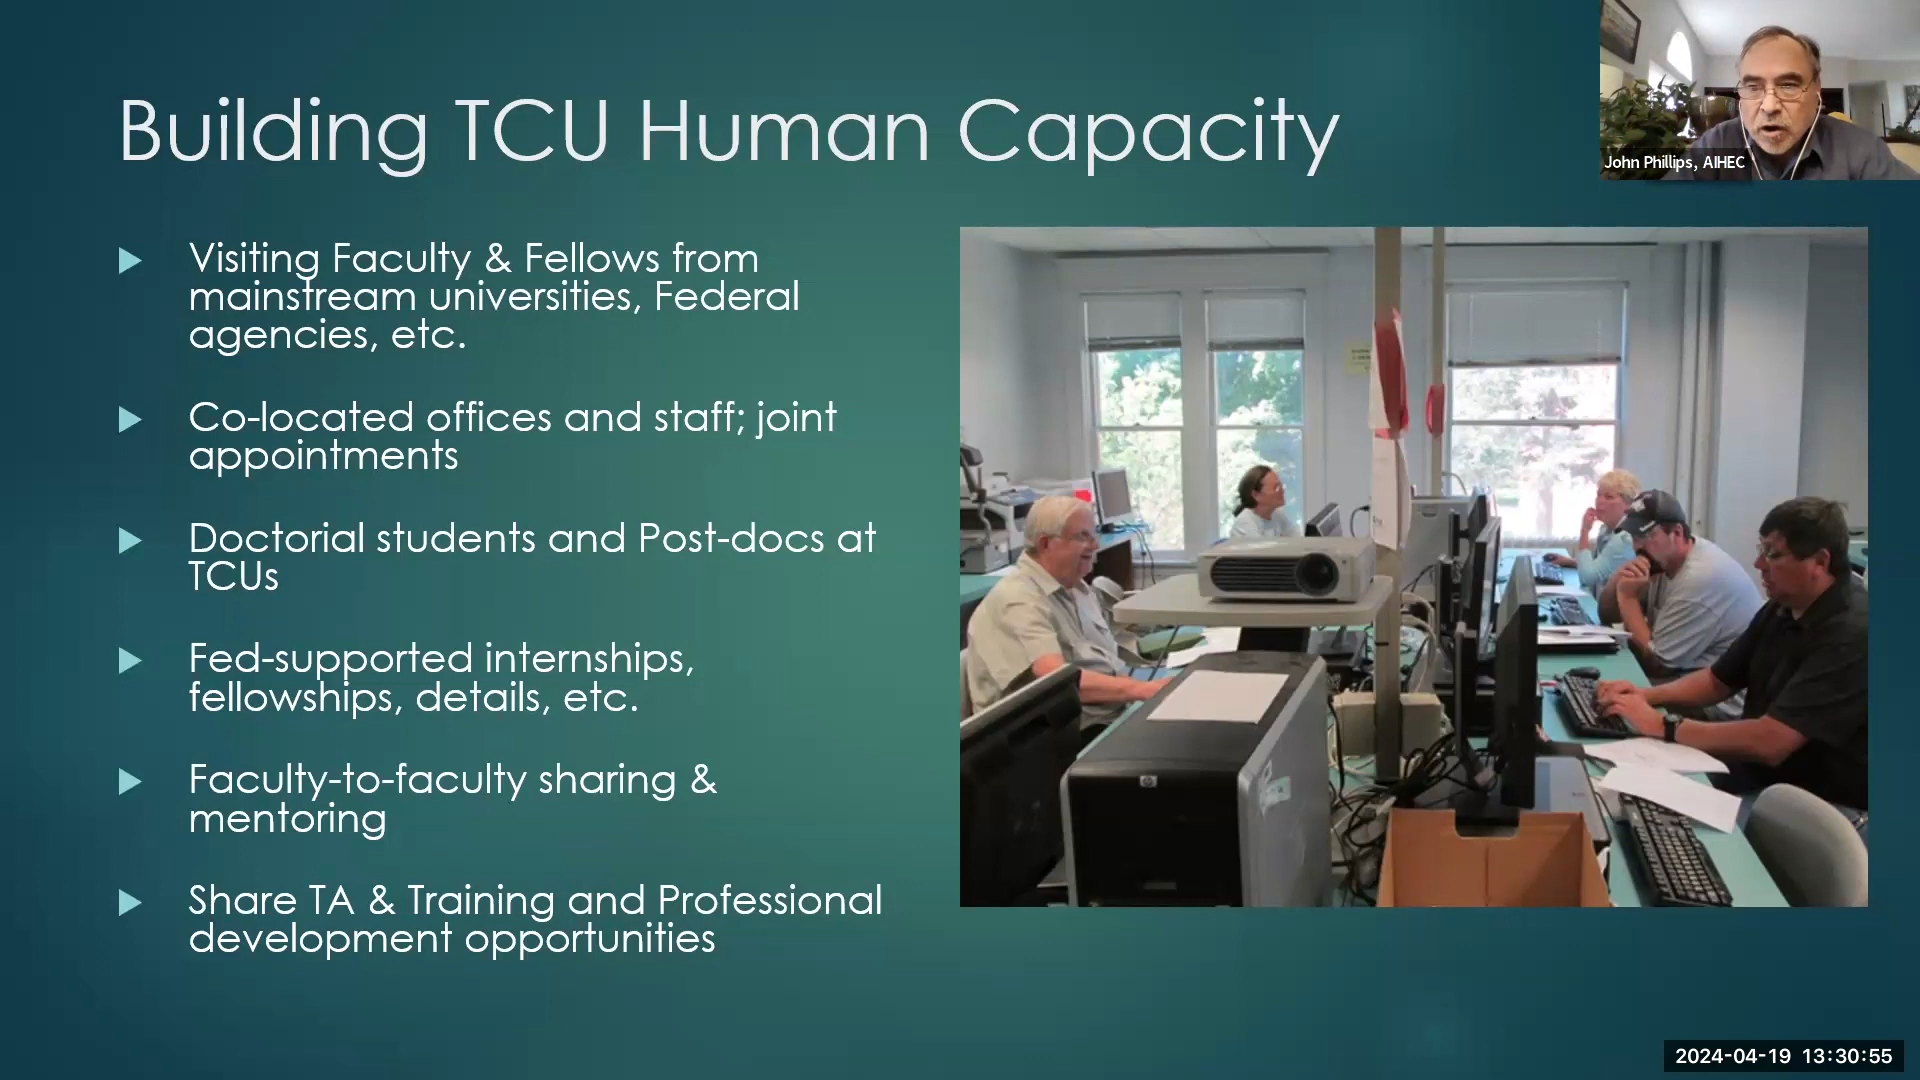 Building TCU Human Capacity
John Phillips, AIHEC
Visiting Faculty & Fellows from
mainstream universities, Federal
agencies, etc.
Co-located offices and staff; joint
appointments
Doctorial students and Post-docs at
TCUs
Fed-supported internships,
fellowships, details, etc.
Faculty-to-faculty sharing &
mentoring
Share TA & Training and Professional
development opportunities
2024-04-19 13:30:55